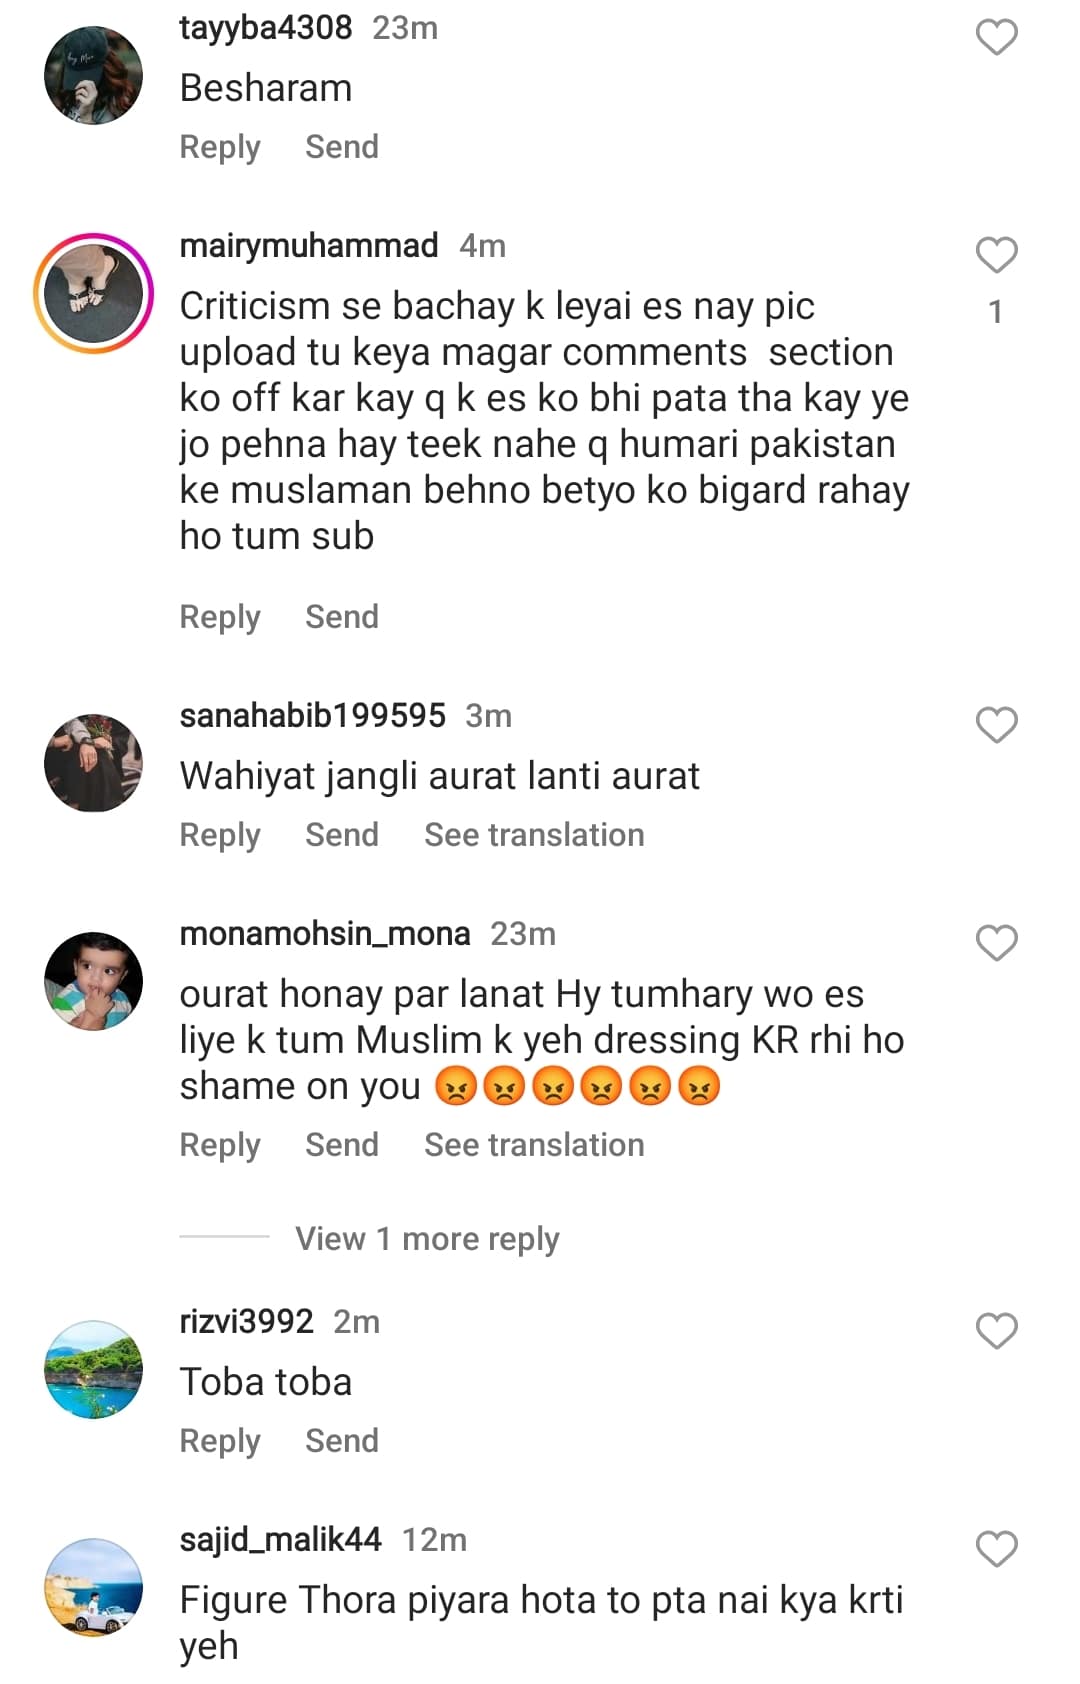 tayyba4308 23m
Besharam
Reply Send
mairymuhammad 4m
Criticism se bachay k leyai es nay pic
1
upload tu keya magar comments section
ko off kar kay q k es ko bhi pata tha kay ye
jo pehna hay teek nahe q humari pakistan
ke muslaman behno betyo ko bigard rahay
ho tum sub
Reply Send
sanahabib199595 3m
Wahiyat jangli aurat lanti aurat
Reply Send See translation
monamohsin_mona 23m
ourat honay par lanat Hy tumhary wo es
liye k tum Muslim k yeh dressing KR rhi ho
shame on you 😡😡😡😡😡😡
Reply Send See translation
View 1 more reply
rizvi3992 2m
Toba toba
Reply Send
sajid_malik44 12m
Figure Thora piyara hota to pta nai kya krti
yeh